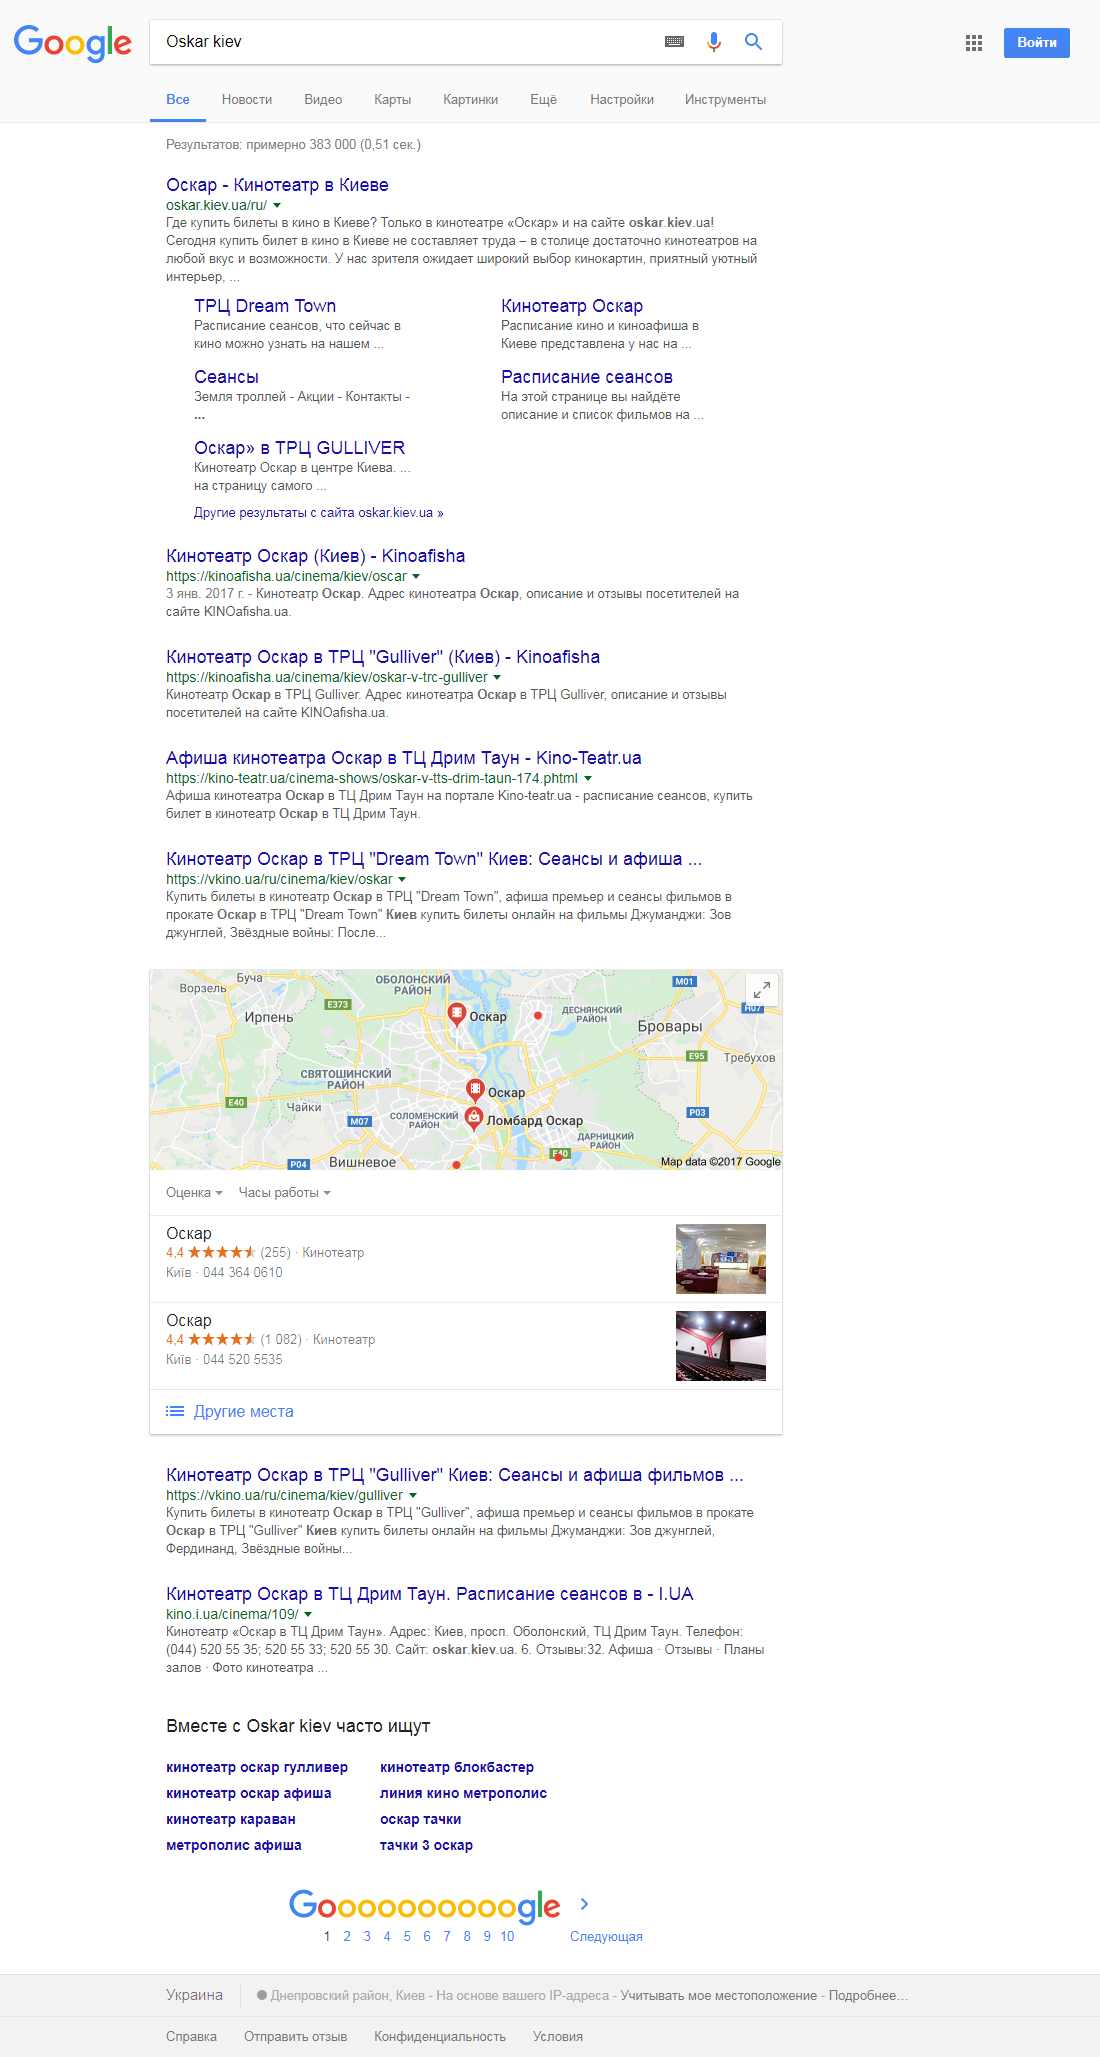 Google
Oskar kiev
Войти
Все Новости Видео Карты Картинки Ещё Настройки Инструменты
Результатов: примерно 383 000 (0,51 сек.)
Оскар - Кинотеатр в Киеве
oskar.kiev.ua/ru/
Где купить билеты в кино в Киеве? Только в кинотеатре «Оскар» и на сайте oskar.kiev.ua!
Сегодня купить билет в кино в Киеве не составляет труда – в столице достаточно кинотеатров на
любой вкус и возможности. У нас зрителя ожидает широкий выбор кинокартин, приятный уютный
интерьер, ...
ТРЦ Dream Town
Расписание сеансов, что сейчас в
кино можно узнать на нашем ...
Кинотеатр Оскар
Расписание кино и киноафиша в
Киеве представлена у нас на ...
Сеансы
Земля троллей - Акции - Контакты -
...
Расписание сеансов
На этой странице вы найдёте
описание и список фильмов на ...
Оскар» в ТРЦ GULLIVER
Кинотеатр Оскар в центре Киева. ...
на страницу самого ...
Другие результаты с сайта oskar.kiev.ua »
Кинотеатр Оскар (Киев) - Kinoafisha
https://kinoafisha.ua/cinema/kiev/oscar
3 янв. 2017 г. - Кинотеатр Оскар. Адрес кинотеатра Оскар, описание и отзывы посетителей на
сайте KINOafisha.ua.
Кинотеатр Оскар в ТРЦ "Gulliver" (Киев) - Kinoafisha
https://kinoafisha.ua/cinema/kiev/oskar-v-trc-gulliver
Кинотеатр Оскар в ТРЦ Gulliver. Адрес кинотеатра Оскар в ТРЦ Gulliver, описание и отзывы
посетителей на сайте KINOafisha.ua.
Афиша кинотеатра Оскар в ТЦ Дрим Таун - Kino-Teatr.ua
https://kino-teatr.ua/cinema-shows/oskar-v-tts-drim-taun-174.phtml
Афиша кинотеатра Оскар в ТЦ Дрим Таун на портале Kino-teatr.ua - расписание сеансов, купить
билет в кинотеатр Оскар в ТЦ Дрим Таун.
Кинотеатр Оскар в ТРЦ "Dream Town" Киев: Сеансы и афиша ...
https://vkino.ua/ru/cinema/kiev/oskar
Купить билеты в кинотеатр Оскар в ТРЦ "Dream Town", афиша премьер и сеансы фильмов в
прокате Оскар в ТРЦ "Dream Town" Киев купить билеты онлайн на фильмы Джуманджи: Зов
джунглей, Звёздные войны: После...
Буча
Ворзель
ОБОЛОНСКИЙ
РАЙОН
M01
E373
Ирпень
Оскар
ДЕСНЯНСКИЙ
РАЙОН
H07
Бровары
E95
Требухов
СВЯТОШИНСКИЙ
РАЙОН
Оскар
E40
Чайки
M07
СОЛОМЕНСКИЙ
РАЙОН
Ломбард Оскар
P03
ДАРНИЦКИЙ
РАЙОН
E40
P04
Вишневое
Map data ©2017 Google
Оценка Часы работы
Оскар
4,4 (255) · Кинотеатр
Київ · 044 364 0610
Оскар
4,4 (1 082) · Кинотеатр
Київ · 044 520 5535
Другие места
Кинотеатр Оскар в ТРЦ "Gulliver" Киев: Сеансы и афиша фильмов ...
https://vkino.ua/ru/cinema/kiev/gulliver
Купить билеты в кинотеатр Оскар в ТРЦ "Gulliver", афиша премьер и сеансы фильмов в прокате
Оскар в ТРЦ "Gulliver" Киев купить билеты онлайн на фильмы Джуманджи: Зов джунглей,
Фердинанд, Звёздные войны...
Кинотеатр Оскар в ТЦ Дрим Таун. Расписание сеансов в - I.UA
kino.i.ua/cinema/109/
Кинотеатр «Оскар в ТЦ Дрим Таун». Адрес: Киев, просп. Оболонский, ТЦ Дрим Таун. Телефон:
(044) 520 55 35; 520 55 33; 520 55 30. Сайт: oskar.kiev.ua. 6. Отзывы:32. Афиша · Отзывы · Планы
залов · Фото кинотеатра ...
Вместе с Oskar kiev часто ищут
кинотеатр оскар гулливер кинотеатр блокбастер
кинотеатр оскар афиша линия кино метрополис
кинотеатр караван оскар тачки
метрополис афиша тачки 3 оскар
Goooooooooogle
1 2 3 4 5 6 7 8 9 10 Следующая
Украина Днепровский район, Киев - На основе вашего IP-адреса - Учитывать мое местоположение - Подробнее...
Справка Отправить отзыв Конфиденциальность Условия